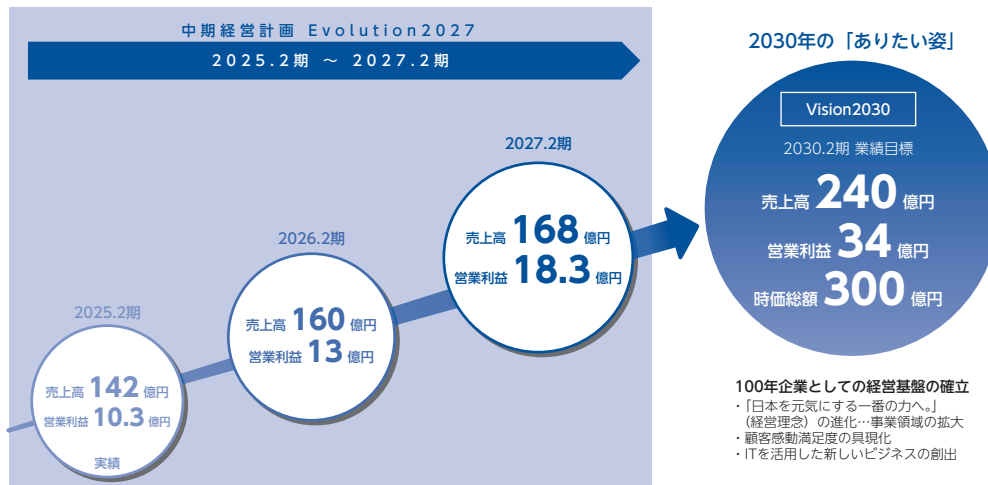 中期経営計画 Evolution2027
2025.2期 ～ 2027.2期
2025.2期
売上高 142 億円
営業利益 10.3 億円
実績
2026.2期
売上高 160 億円
営業利益 13 億円
2027.2期
売上高 168 億円
営業利益 18.3 億円
2030年の「ありたい姿」
Vision2030
2030.2期 業績目標
売上高 240 億円
営業利益 34 億円
時価総額 300 億円
100年企業としての経営基盤の確立
・「日本を元気にする一番の力へ。」
（経営理念）の進化…事業領域の拡大
・顧客感動満足度の具現化
・ITを活用した新しいビジネスの創出